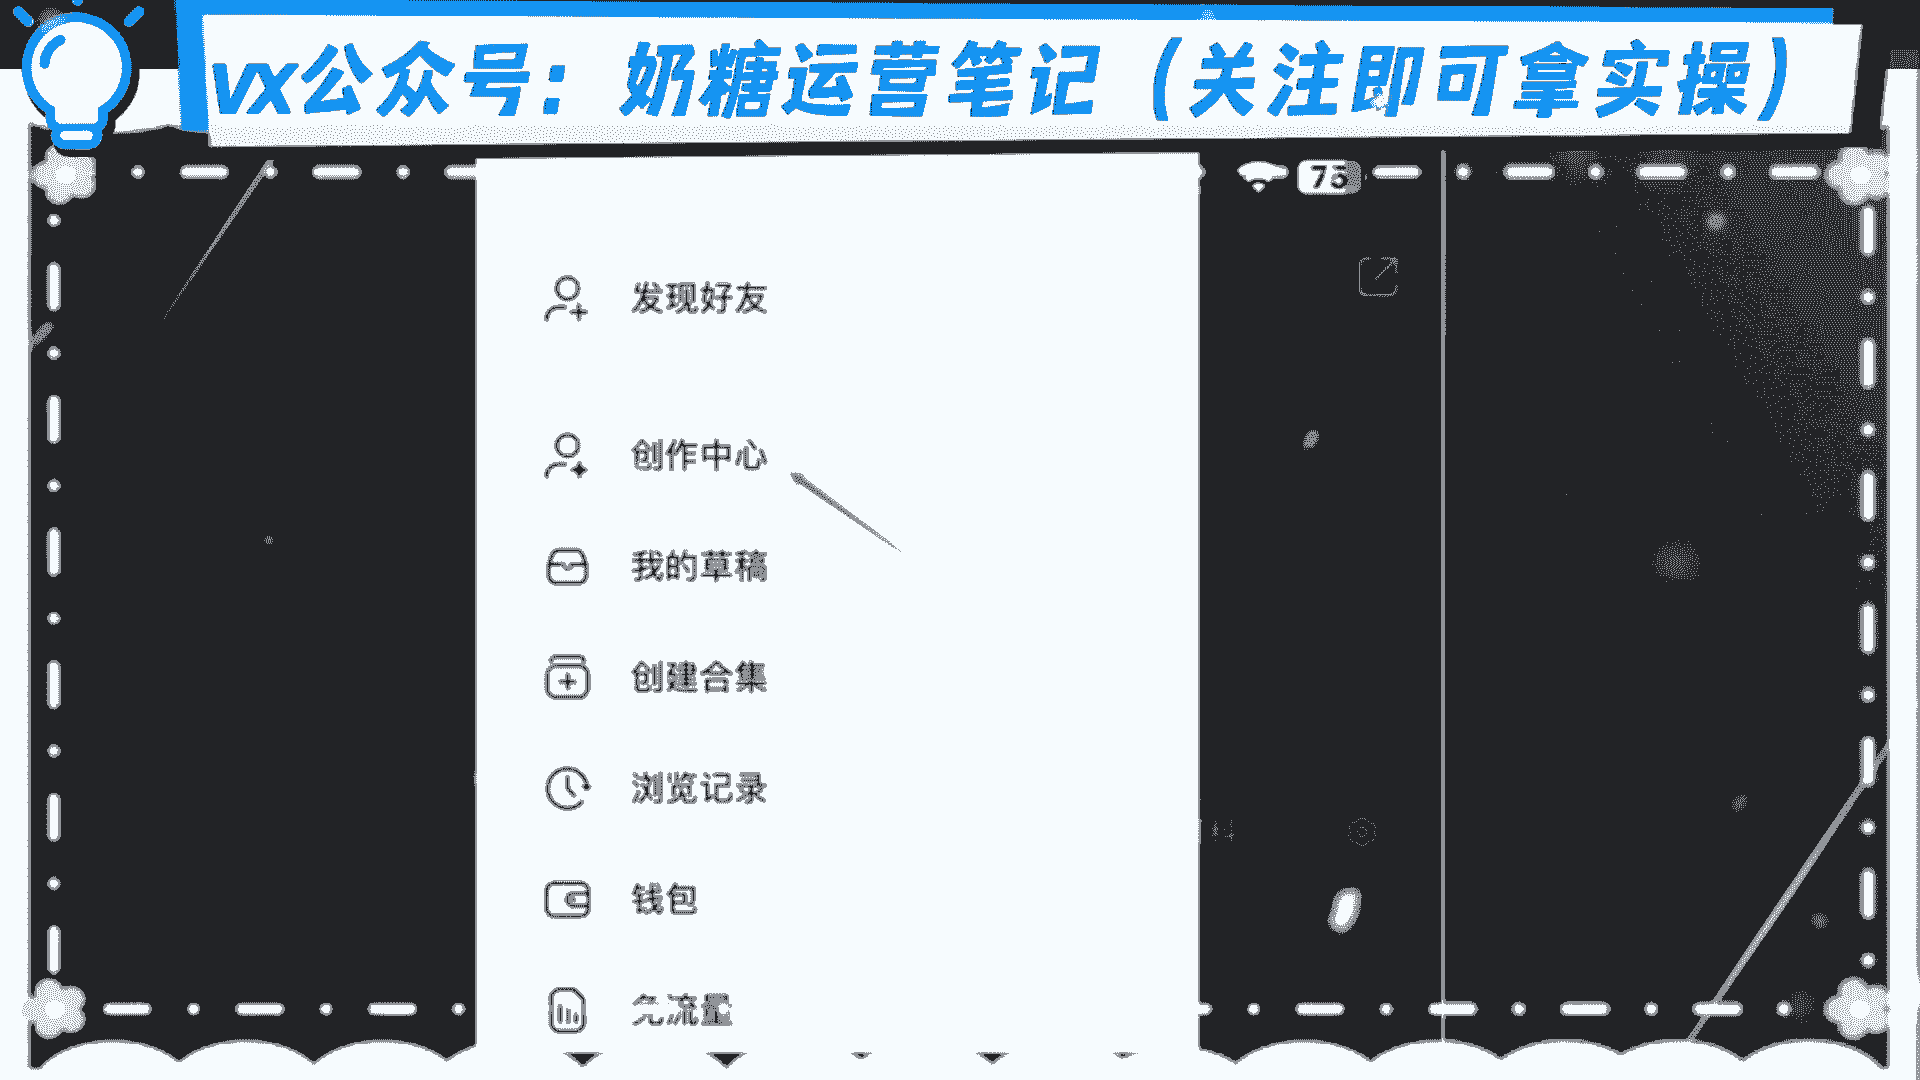 vx公众号：奶糖运营笔记（关注即可拿实操）
75
发现好友
创作中心
我的草稿
创建合集
浏览记录
钱包
免流量